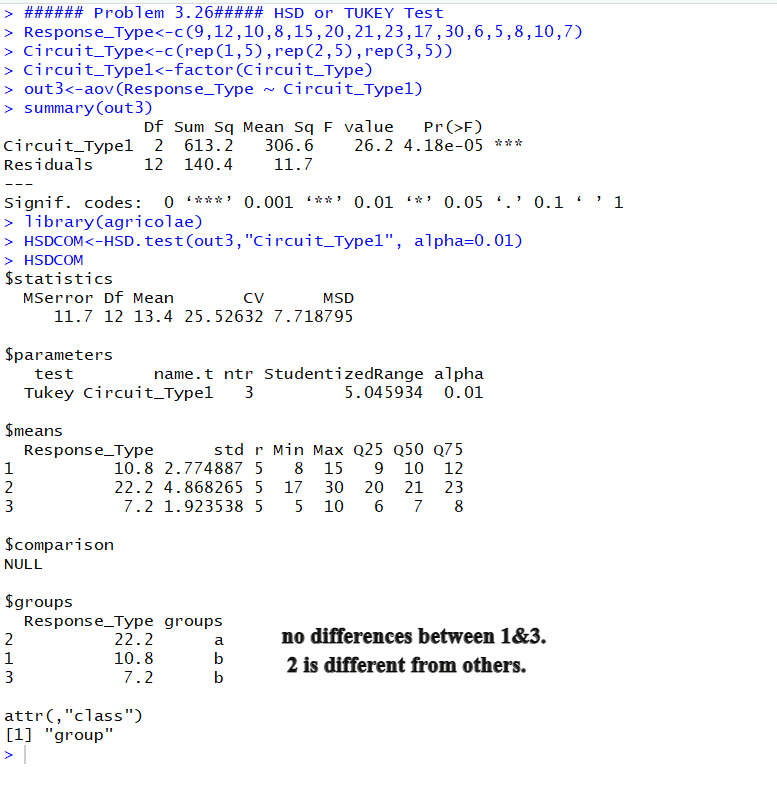 > ###### Problem 3.26##### HSD or TUKEY Test
> Response_Type<-c(9,12,10,8,15,20,21,23,17,30,6,5,8,10,7)
> Circuit_Type<-c(rep(1,5),rep(2,5),rep(3,5))
> Circuit_Type1<-factor(Circuit_Type)
> out3<-aov(Response_Type ~ Circuit_Type1)
> summary(out3)
Df Sum Sq Mean Sq F value Pr(>F)
Circuit_Type1 2 613.2 306.6 26.2 4.18e-05 ***
Residuals 12 140.4 11.7
---
Signif. codes: 0 ‘***’ 0.001 ‘**’ 0.01 ‘*’ 0.05 ‘.’ 0.1 ‘ ’ 1
> library(agricolae)
> HSDCOM<-HSD.test(out3,"Circuit_Type1", alpha=0.01)
> HSDCOM
$statistics
MSerror Df Mean CV MSD
11.7 12 13.4 25.52632 7.718795
$parameters
test name.t ntr StudentizedRange alpha
Tukey Circuit_Type1 3 5.045934 0.01
$means
Response_Type std r Min Max Q25 Q50 Q75
1 10.8 2.774887 5 8 15 9 10 12
2 22.2 4.868265 5 17 30 20 21 23
3 7.2 1.923538 5 5 10 6 7 8
$comparison
NULL
$groups
Response_Type groups
2 22.2 a
1 10.8 b
3 7.2 b
no differences between 1&3.
2 is different from others.
attr(,"class")
[1] "group"
>